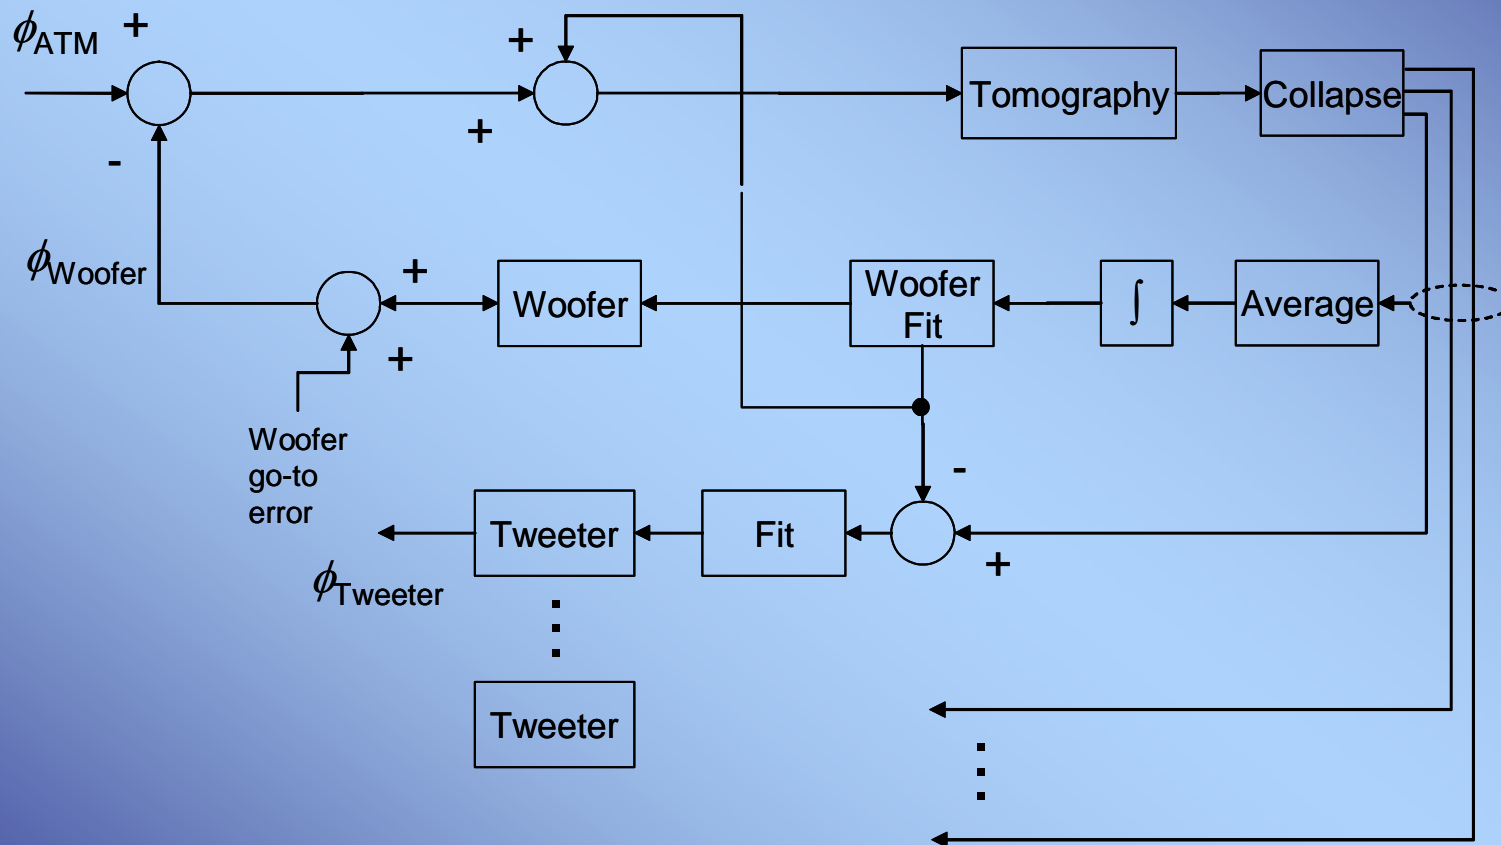 ϕATM +
+
Tomography
Collapse
+
-
ϕWoofer
+
Woofer
Woofer
Fit
∫
Average
+
Woofer
go-to
error
-
Tweeter
Fit
+
ϕTweeter
Tweeter